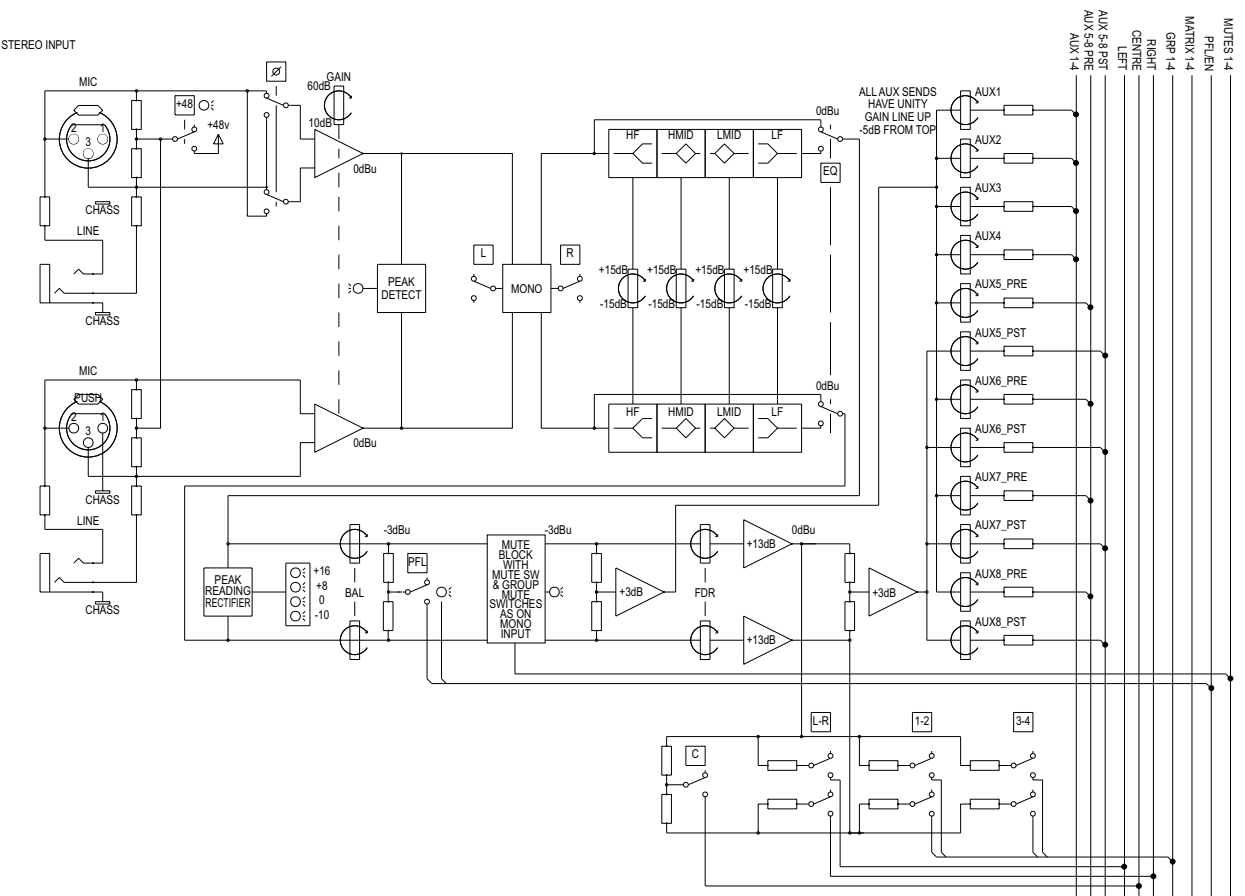 STEREO INPUT
AUX 1-4
AUX 5-8 PRE
AUX 5-8 PST
LEFT
CENTRE
RIGHT
GRP 1-4
MATRIX 1-4
PFL/EN
MUTES 1-4
MIC
+48
+48v
2
1
3
CHASS
LINE
CHASS
Ø
GAIN
60dB
10dB
0dBu
PEAK
DETECT
L
MONO
R
HF
HMID
LMID
LF
0dBu
EQ
+15dB
+15dB
+15dB
+15dB
-15dB
-15dB
-15dB
-15dB
ALL AUX SENDS
HAVE UNITY
GAIN LINE UP
-5dB FROM TOP
AUX1
AUX2
AUX3
AUX4
AUX5_PRE
AUX5_PST
AUX6_PRE
AUX6_PST
AUX7_PRE
AUX7_PST
AUX8_PRE
AUX8_PST
MIC
PUSH
2
1
3
CHASS
LINE
CHASS
0dBu
HF
HMID
LMID
LF
0dBu
PEAK
READING
RECTIFIER
+16
+8
0
-10
BAL
-3dBu
PFL
MUTE
BLOCK
WITH
MUTE SW
& GROUP
MUTE
SWITCHES
AS ON
MONO
INPUT
-3dBu
+3dB
FDR
+13dB
0dBu
+13dB
+3dB
C
L-R
1-2
3-4